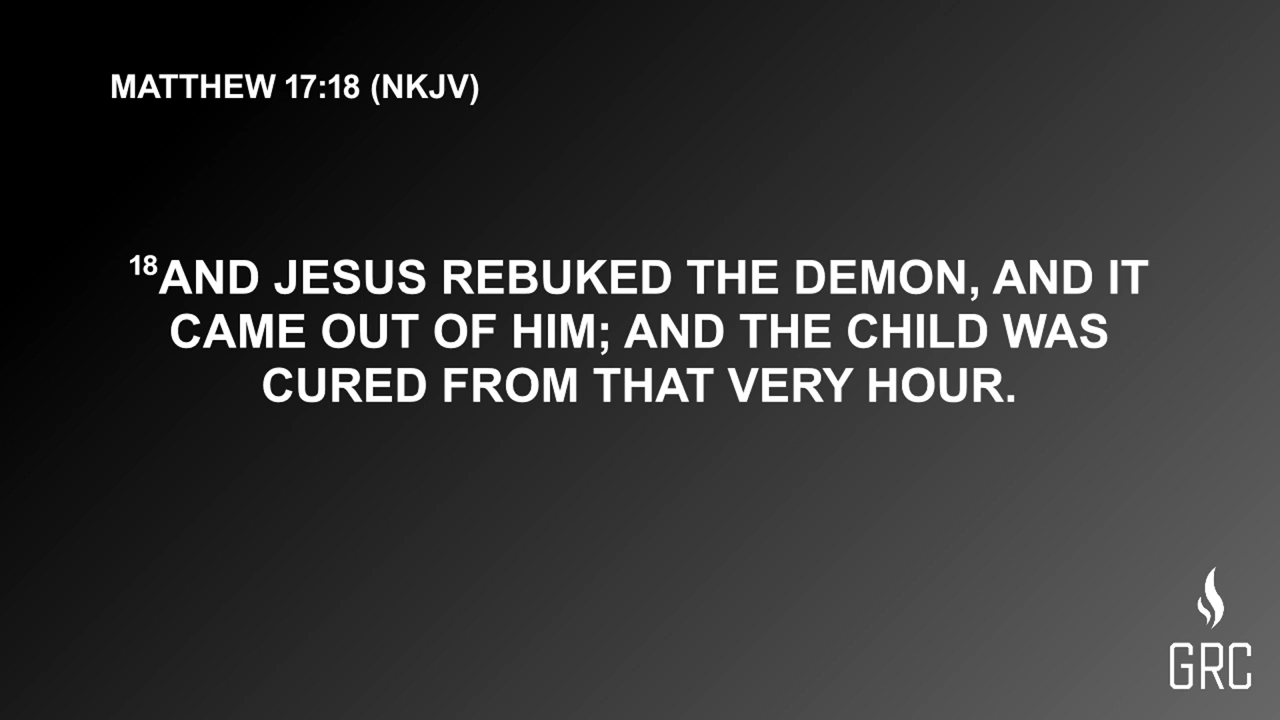 MATTHEW 17:18 (NKJV)
18AND JESUS REBUKED THE DEMON, AND IT
CAME OUT OF HIM; AND THE CHILD WAS
CURED FROM THAT VERY HOUR.
GRC